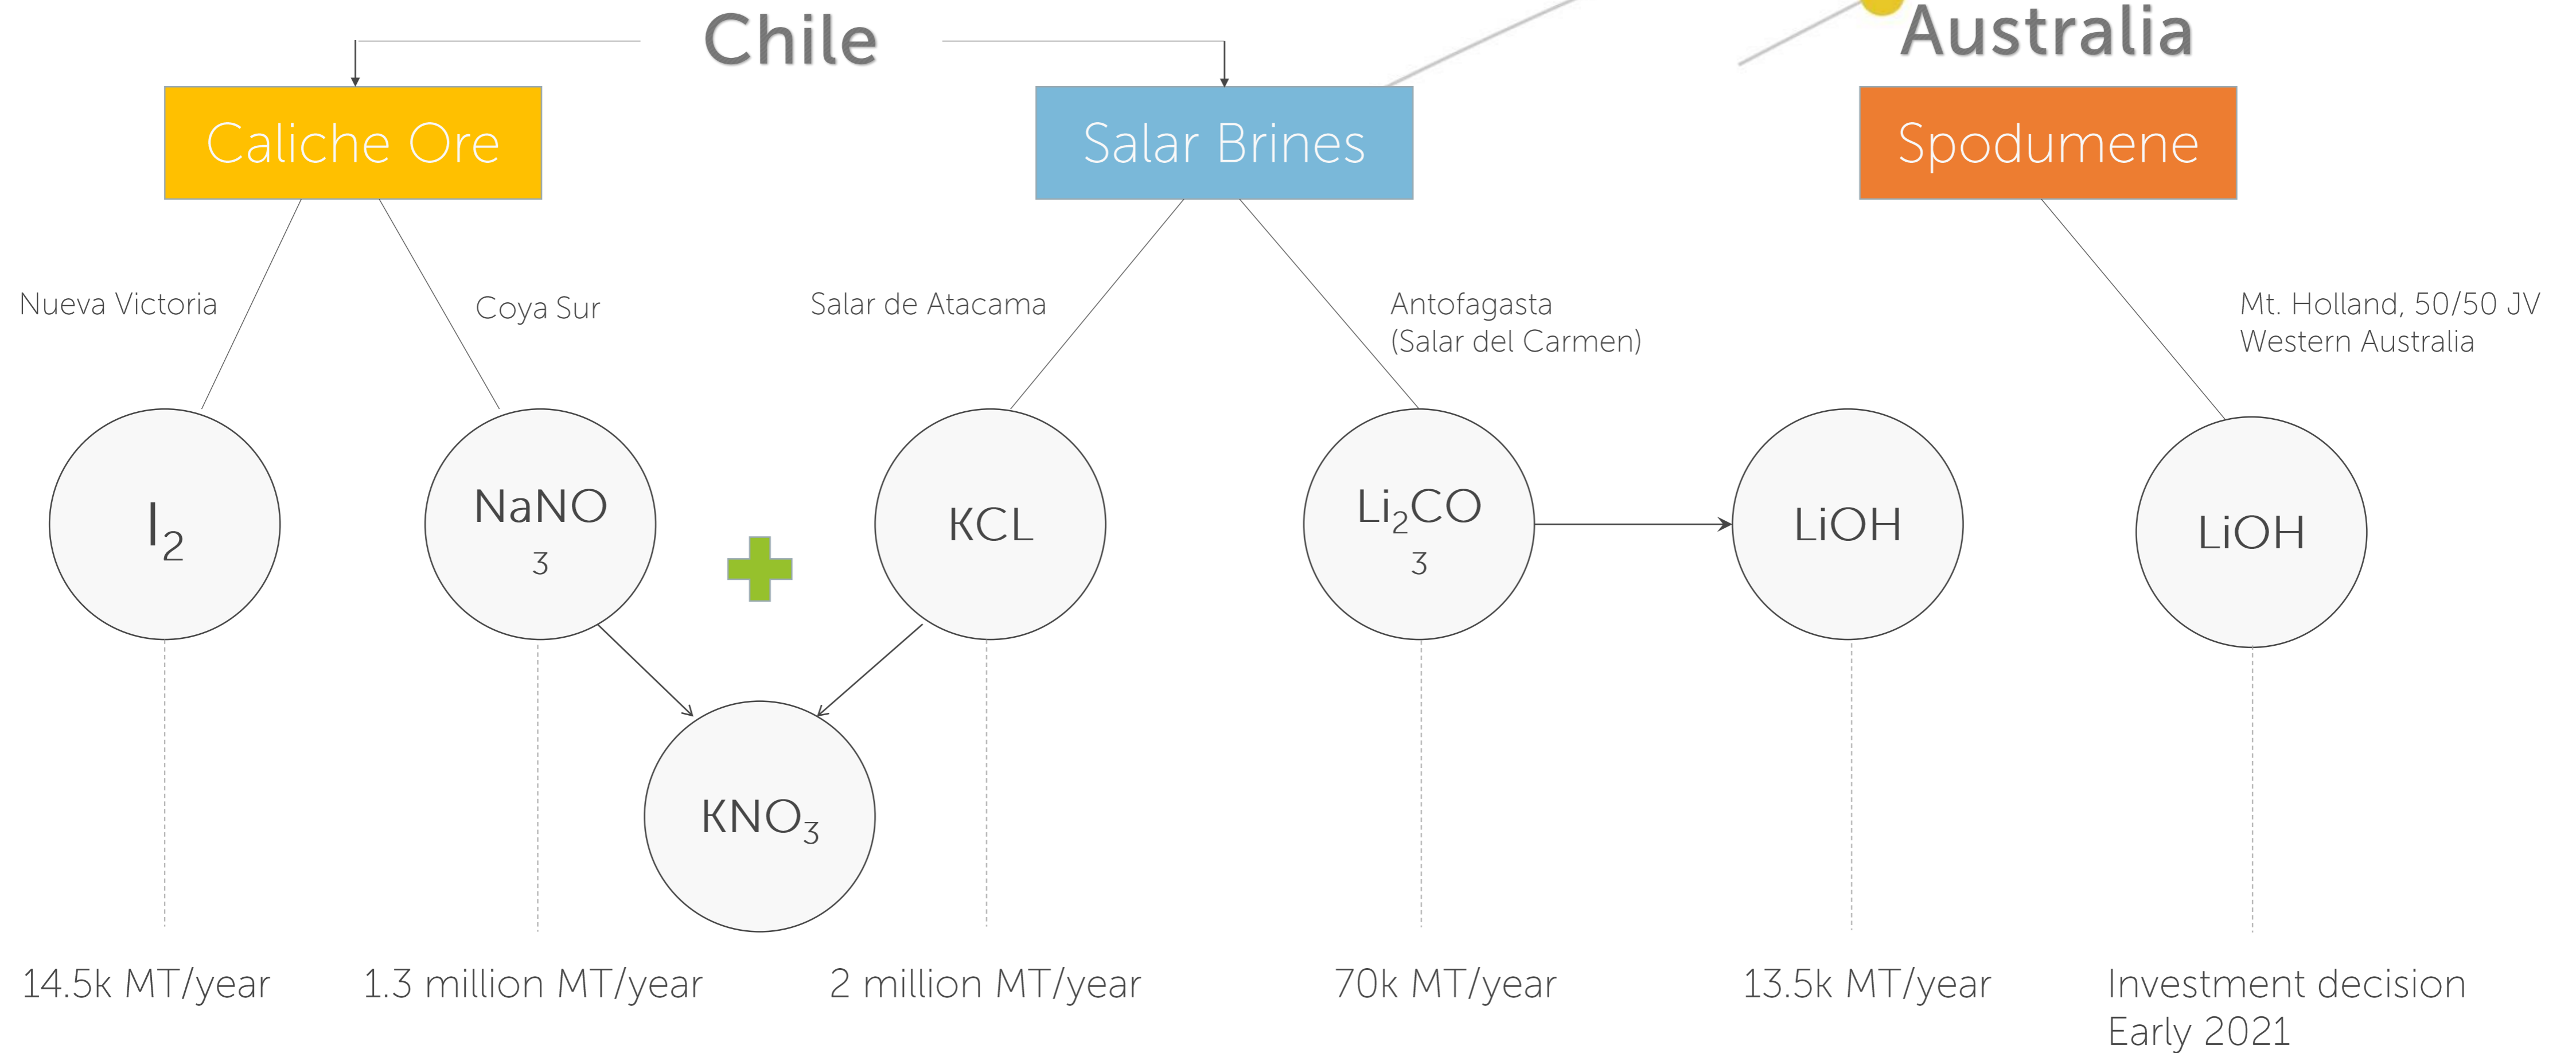 Chile
Australia
Caliche Ore
Salar Brines
Spodumene
Nueva Victoria
Coya Sur
Salar de Atacama
Antofagasta
(Salar del Carmen)
Mt. Holland, 50/50 JV
Western Australia
I₂
NaNO
3
KCL
Li₂CO
3
LiOH
LiOH
KNO₃
14.5k MT/year
1.3 million MT/year
2 million MT/year
70k MT/year
13.5k MT/year
Investment decision
Early 2021